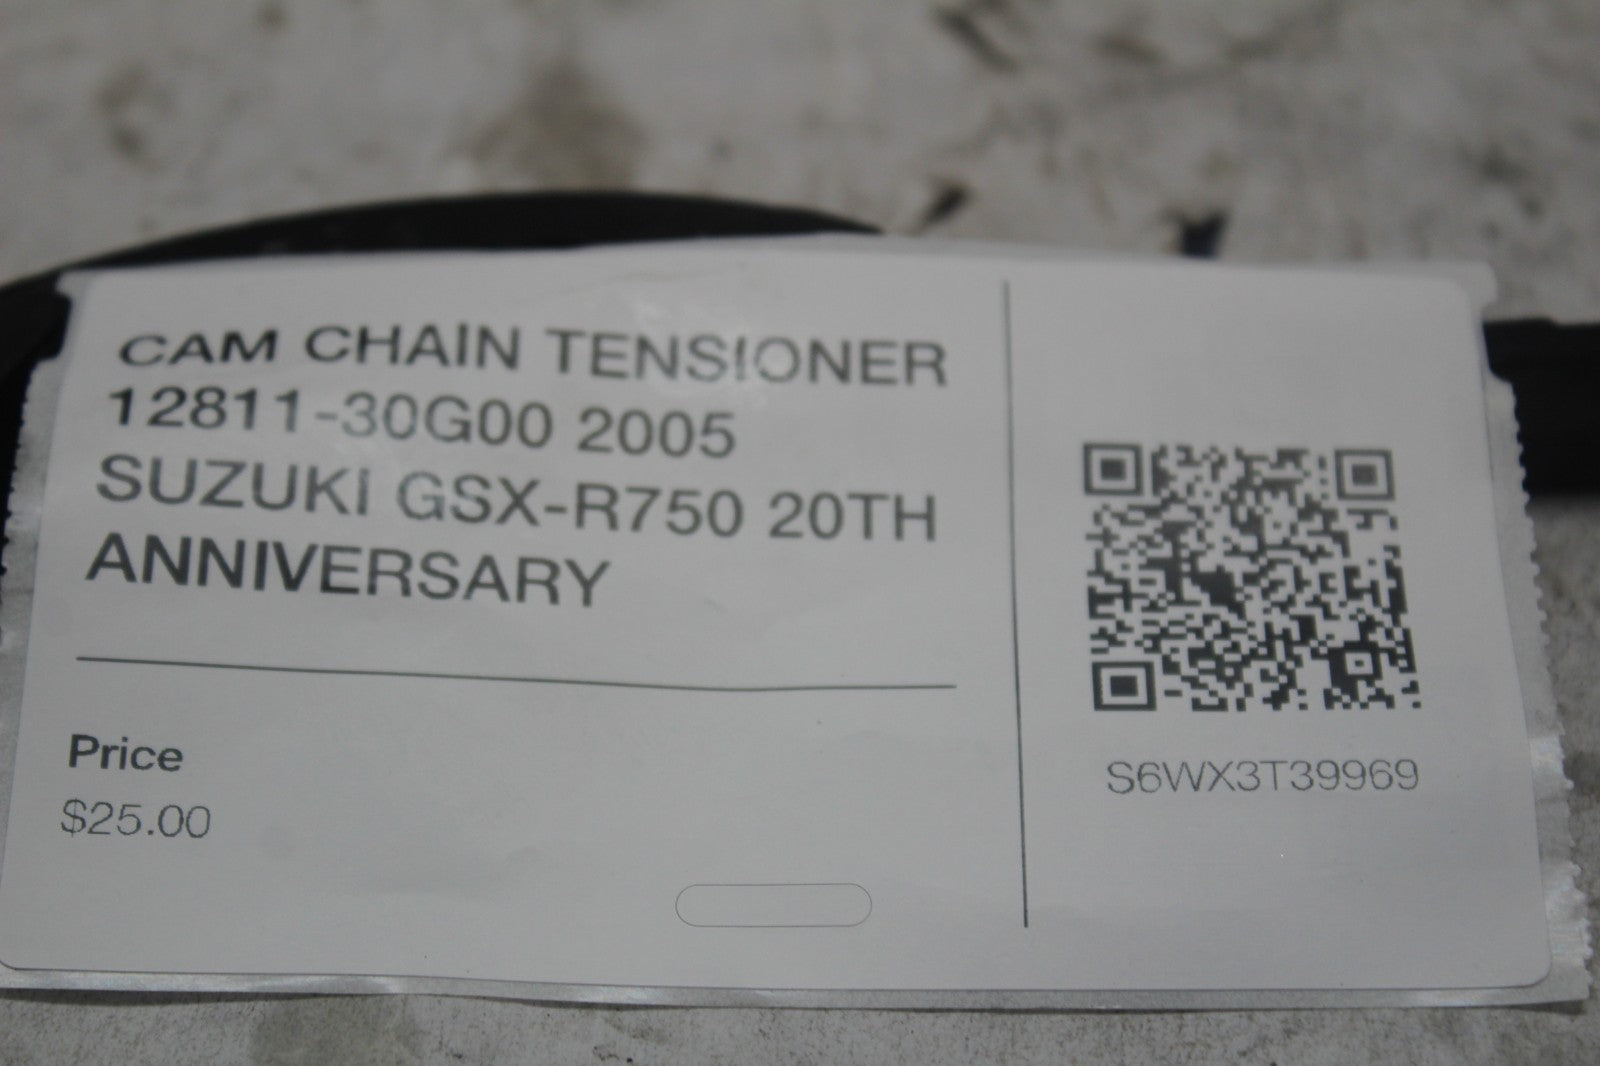 CAM CHAIN TENSIONER
12811-30G00 2005
SUZUKI GSX-R750 20TH
ANNIVERSARY
Price
$25.00
S6WX3T39969